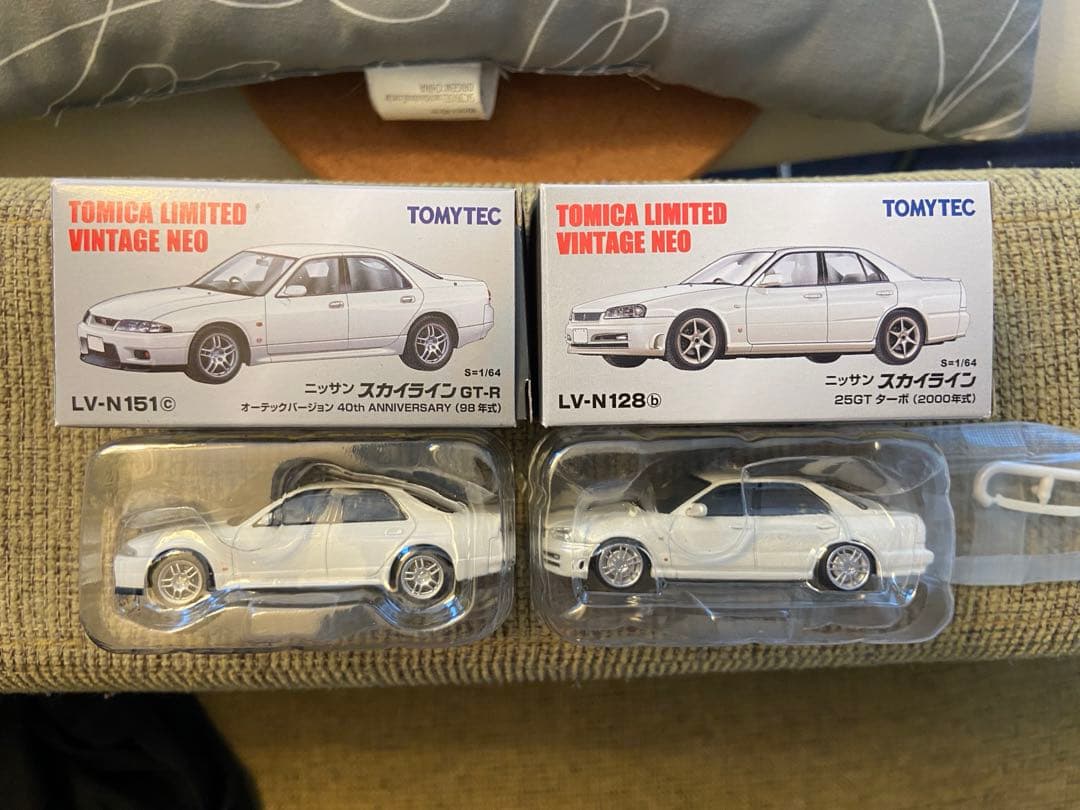 TOMICA LIMITED
VINTAGE NEO
TOMYTEC
S=1/64
ニッサン スカイライン GT-R
LV-N151ⓒ
オーテックバージョン 40th ANNIVERSARY (98年式)
TOMICA LIMITED
VINTAGE NEO
TOMYTEC
S=1/64
ニッサン スカイライン
LV-N128ⓑ
25GT ターボ (2000年式)